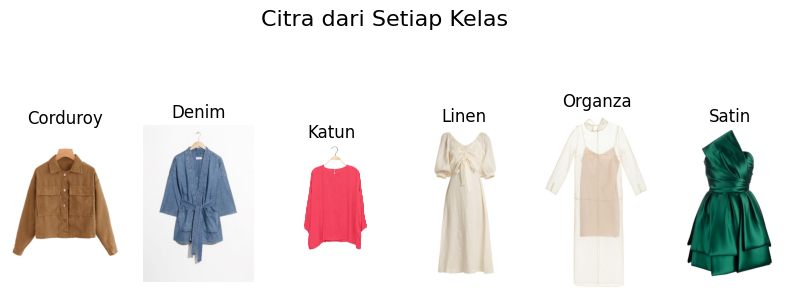 Citra dari Setiap Kelas
Corduroy
Denim
Katun
Linen
Organza
Satin